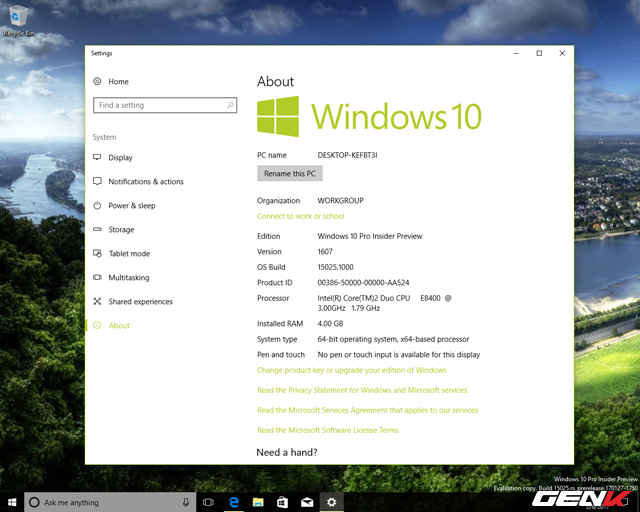 Recycle Bin
Settings
Home
Find a setting
System
Display
Notifications & actions
Power & sleep
Storage
Tablet mode
Multitasking
Shared experiences
About
About
Windows 10
PC name DESKTOP-KEFBT3I
Rename this PC
Organization WORKGROUP
Connect to work or school
Edition Windows 10 Pro Insider Preview
Version 1607
OS Build 15025.1000
Product ID 00386-50000-00000-AA524
Processor Intel(R) Core(TM)2 Duo CPU E8400 @
3.00GHz 1.79 GHz
Installed RAM 4.00 GB
System type 64-bit operating system, x64-based processor
Pen and touch No pen or touch input is available for this display
Change product key or upgrade your edition of Windows
Read the Privacy Statement for Windows and Microsoft services
Read the Microsoft Services Agreement that applies to our services
Read the Microsoft Software License Terms
Need a hand?
Windows 10 Pro Insider Preview
Evaluation copy. Build 15025.rs_prerelease.170127-1750
Ask me anything
GENK